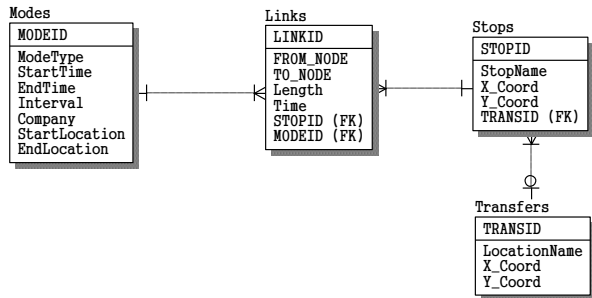 Modes
MODEID
ModeType
StartTime
EndTime
Interval
Company
StartLocation
EndLocation
Links
LINKID
FROM_NODE
TO_NODE
Length
Time
STOPID (FK)
MODEID (FK)
Stops
STOPID
StopName
X_Coord
Y_Coord
TRANSID (FK)
Transfers
TRANSID
LocationName
X_Coord
Y_Coord